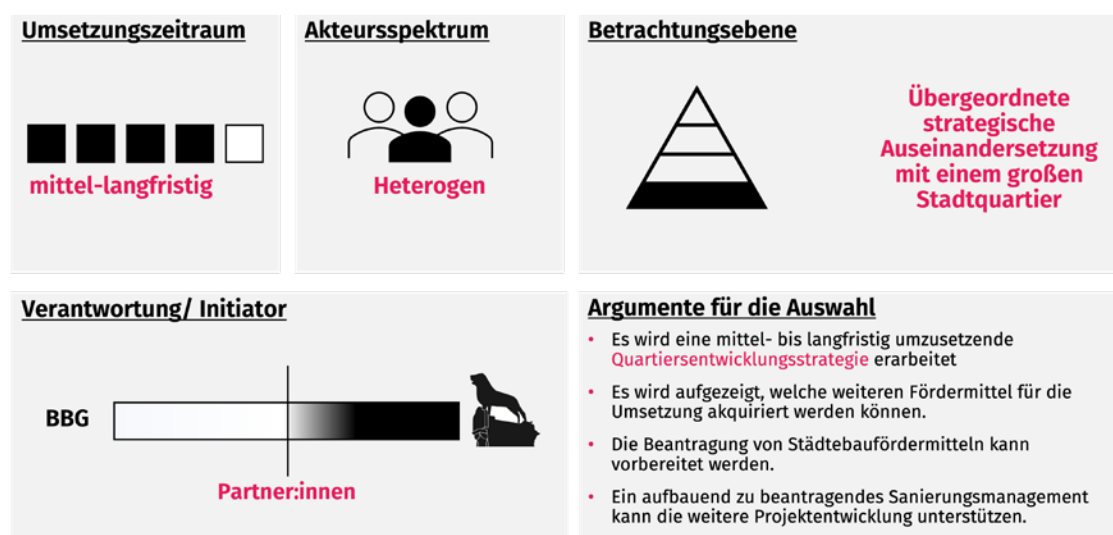 Umsetzungszeitraum
mittel-langfristig
Akteursspektrum
Heterogen
Betrachtungsebene
Übergeordnete
strategische
Auseinandersetzung
mit einem großen
Stadtquartier
Verantwortung/ Initiator
BBG
Partner:innen
Argumente für die Auswahl
• Es wird eine mittel- bis langfristig umzusetzende
Quartiersentwicklungsstrategie erarbeitet
• Es wird aufgezeigt, welche weiteren Fördermittel für die
Umsetzung akquiriert werden können.
• Die Beantragung von Städtebaufördermitteln kann
vorbereitet werden.
• Ein aufbauend zu beantragendes Sanierungsmanagement
kann die weitere Projektentwicklung unterstützen.